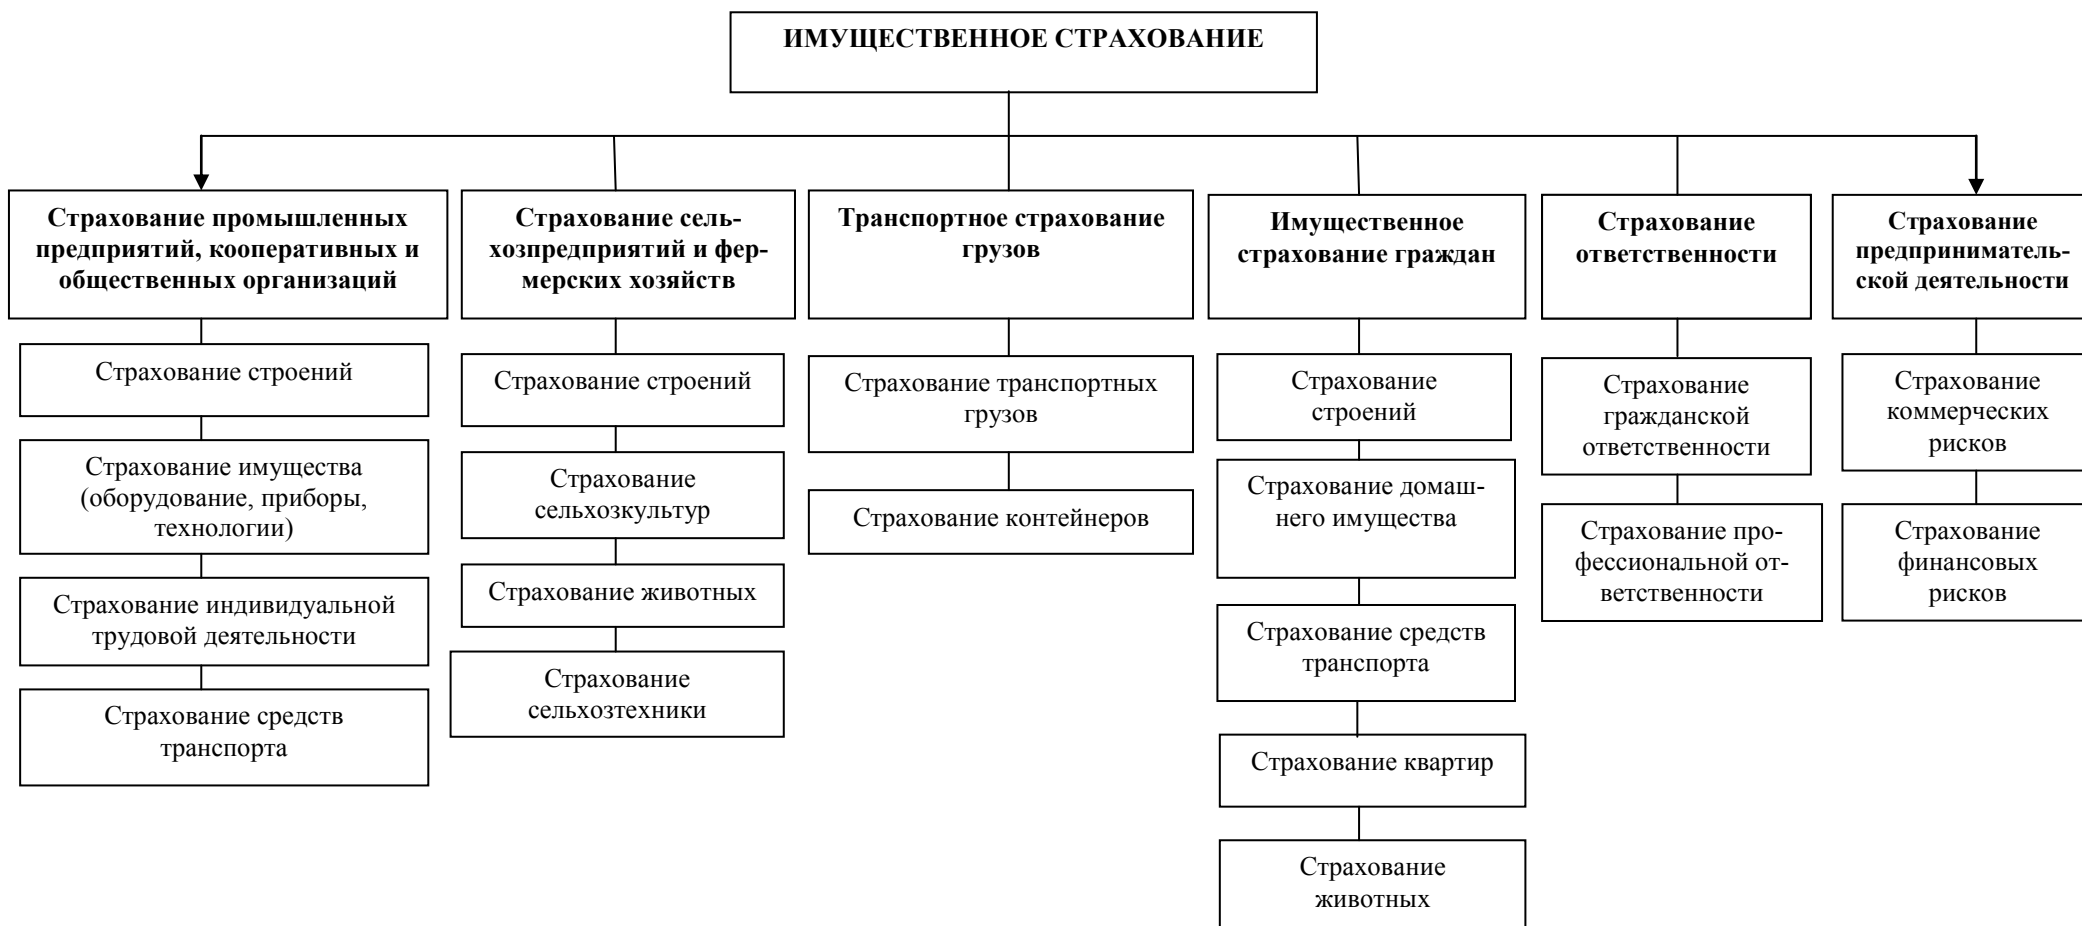 ИМУЩЕСТВЕННОЕ СТРАХОВАНИЕ
Страхование промышленных
предприятий, кооперативных и
общественных организаций
Страхование строений
Страхование имущества
(оборудование, приборы,
технологии)
Страхование индивидуальной
трудовой деятельности
Страхование средств
транспорта
Страхование сель-
хозпредприятий и фер-
мерских хозяйств
Страхование строений
Страхование
сельхозкультур
Страхование животных
Страхование
сельхозтехники
Транспортное страхование
грузов
Страхование транспортных
грузов
Страхование контейнеров
Имущественное
страхование граждан
Страхование
строений
Страхование домаш-
него имущества
Страхование средств
транспорта
Страхование квартир
Страхование
животных
Страхование
ответственности
Страхование
гражданской
ответственности
Страхование про-
фессиональной от-
ветственности
Страхование
предприниматель-
ской деятельности
Страхование
коммерческих
рисков
Страхование
финансовых
рисков